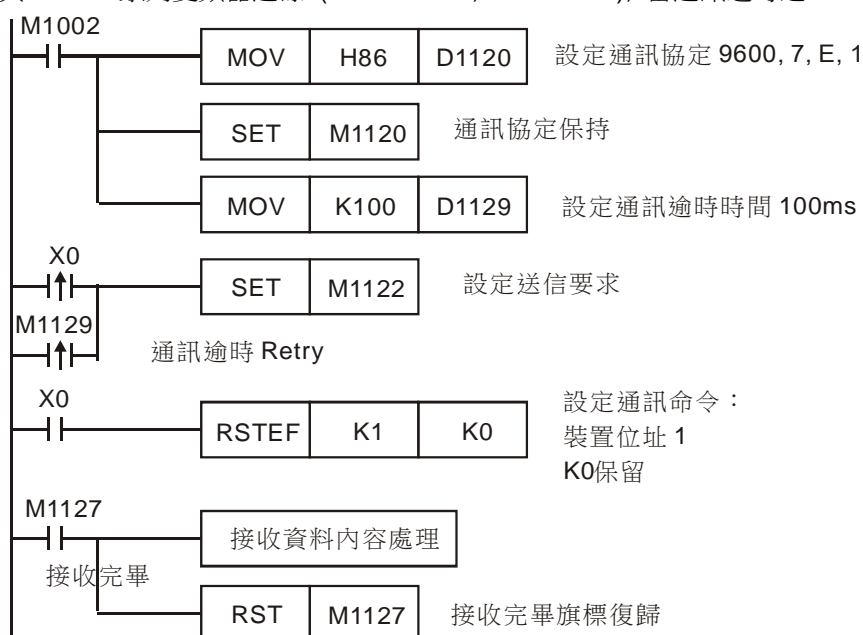 M1002
MOV H86 D1120 設定通訊協定 9600, 7, E, 1
SET M1120 通訊協定保持
MOV K100 D1129 設定通訊逾時時間 100ms
X0
SET M1122 設定送信要求
M1129
通訊逾時 Retry
X0
RSTEF K1 K0
設定通訊命令：
裝置位址 1
K0保留
M1127
接收資料內容處理
接收完畢
RST M1127 接收完畢旗標復歸